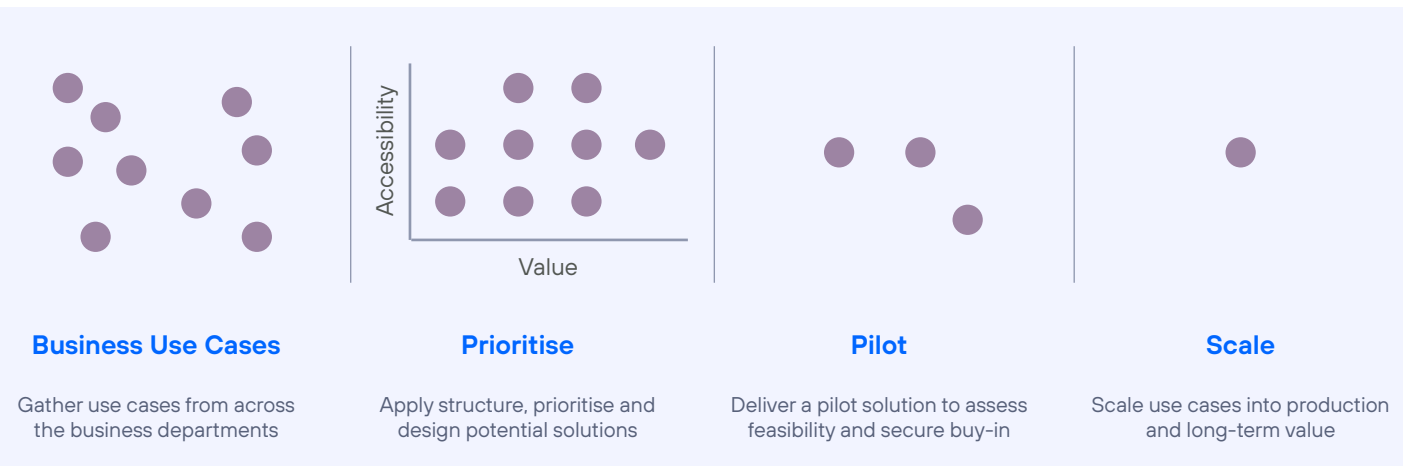 Accessibility
Value
Business Use Cases
Gather use cases from across
the business departments
Prioritise
Apply structure, prioritise and
design potential solutions
Pilot
Deliver a pilot solution to assess
feasibility and secure buy-in
Scale
Scale use cases into production
and long-term value